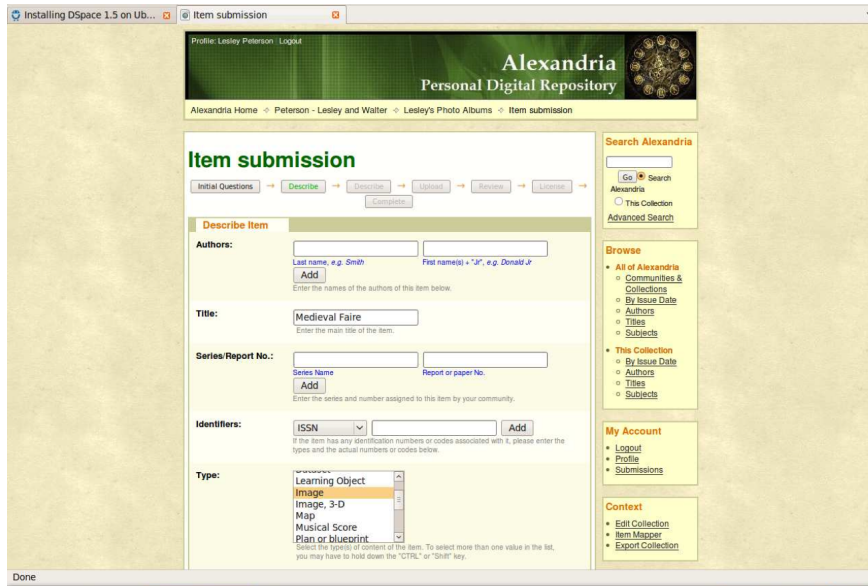 Installing DSpace 1.5 on Ub...
Item submission
Profile: Lesley Peterson | Logout
Alexandria
Personal Digital Repository
Alexandria Home
Peterson - Lesley and Walter
Lesley's Photo Albums
Item submission
Item submission
Initial Questions → Describe → Describe → Upload → Review → License →
Complete
Describe Item
Authors:
Last name, e.g. Smith
First name(s) + "Jr", e.g. Donald Jr
Add
Enter the names of the authors of this item below.
Title:
Medieval Faire
Enter the main title of the item.
Series/Report No.:
Series Name
Report or paper No.
Add
Enter the series and number assigned to this item by your community.
Identifiers:
ISSN
Add
If the item has any identification numbers or codes associated with it, please enter the
types and the actual numbers or codes below.
Type:
Dataset
Learning Object
Image
Image, 3-D
Map
Musical Score
Plan or blueprint
Select the type(s) of content of the item. To select more than one value in the list,
you may have to hold down the "CTRL" or "Shift" key.
Search Alexandria
Go
Search
Alexandria
This Collection
Advanced Search
Browse
All of Alexandria
Communities &
Collections
By Issue Date
Authors
Titles
Subjects
This Collection
By Issue Date
Authors
Titles
Subjects
My Account
Logout
Profile
Submissions
Context
Edit Collection
Item Mapper
Export Collection
Done